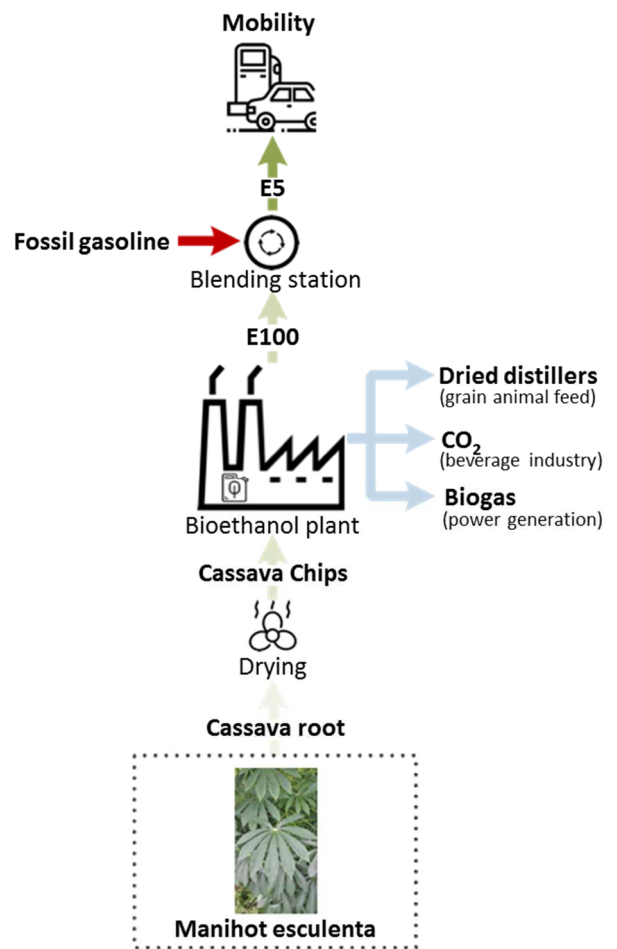 Mobility
E5
Fossil gasoline
Blending station
E100
Dried distillers
(grain animal feed)
CO₂
(beverage industry)
Biogas
(power generation)
Bioethanol plant
Cassava Chips
Drying
Cassava root
Manihot esculenta